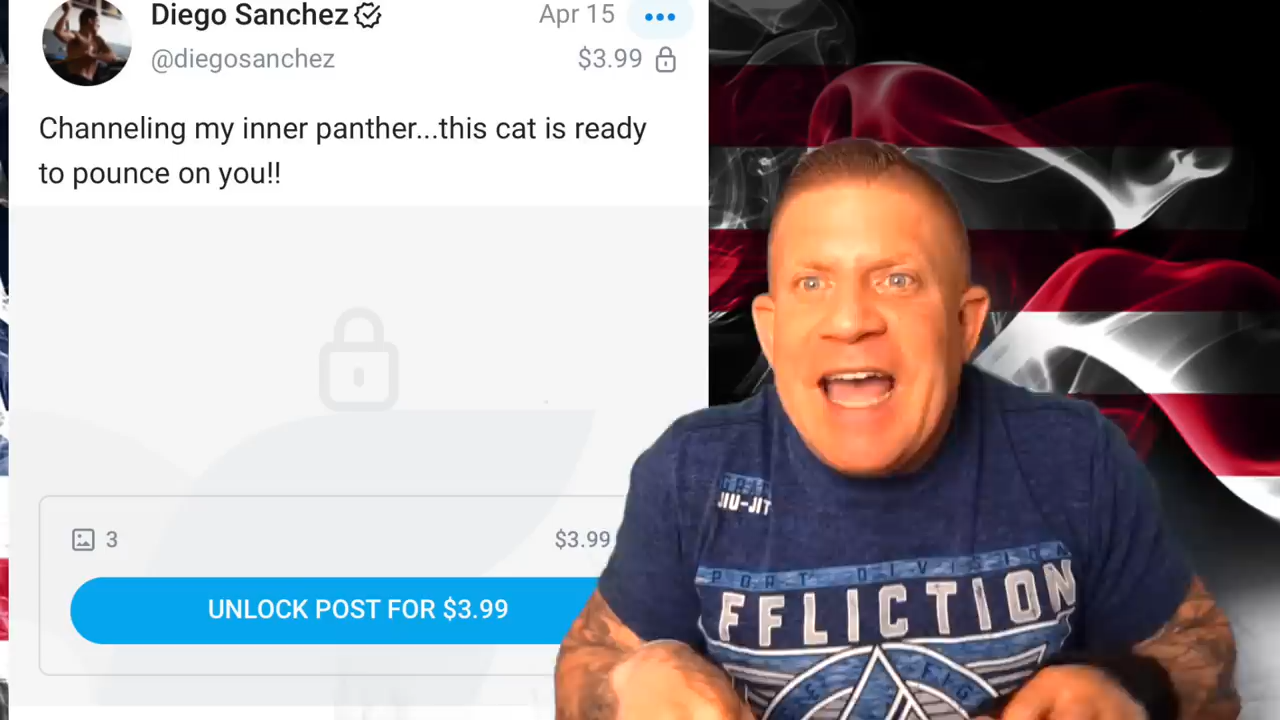 Diego Sanchez
Apr 15
@diegosanchez
$3.99
Channeling my inner panther...this cat is ready
to pounce on you!!
3
$3.99
UNLOCK POST FOR $3.99
JIU-JIT
FFLICTION